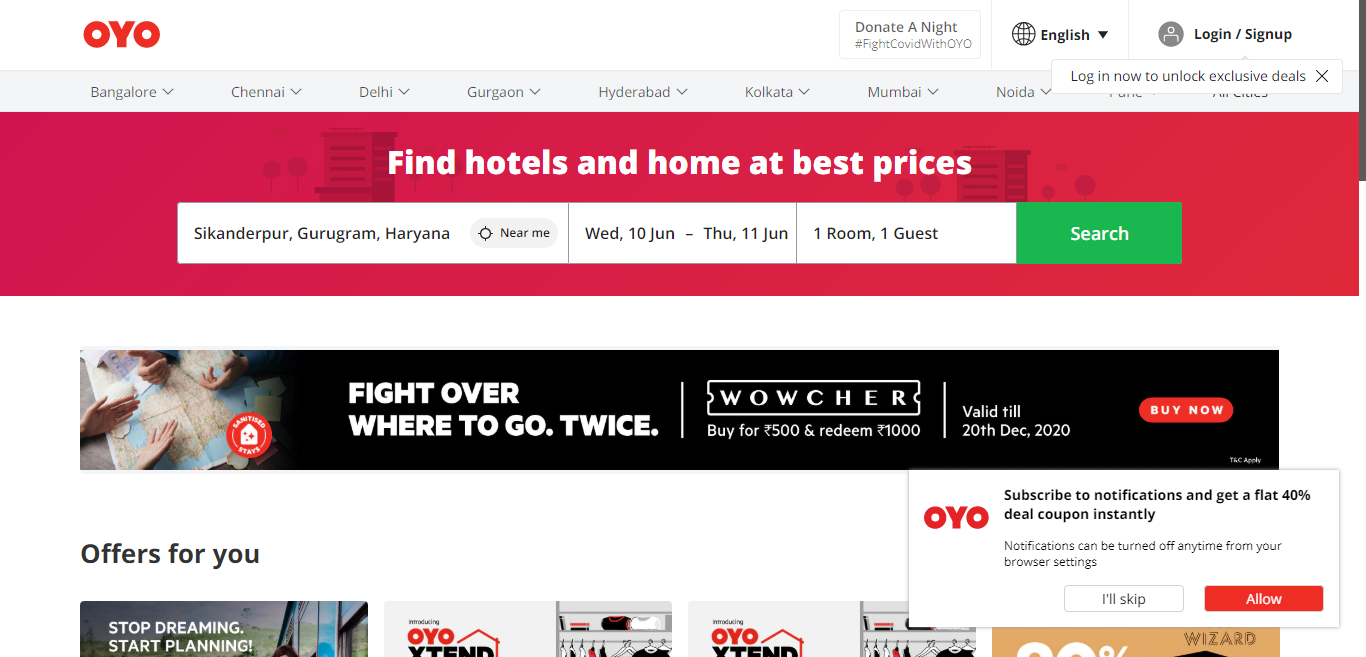 OYO
Donate A Night
#FightCovidWithOYO
English
Login / Signup
Log in now to unlock exclusive deals
Bangalore
Chennai
Delhi
Gurgaon
Hyderabad
Kolkata
Mumbai
Noida
Pune
All Cities
Find hotels and home at best prices
Sikanderpur, Gurugram, Haryana
Near me
Wed, 10 Jun – Thu, 11 Jun
1 Room, 1 Guest
Search
SANITISED
STAYS
FIGHT OVER
WHERE TO GO. TWICE.
WOWCHER
Buy for ₹500 & redeem ₹1000
Valid till
20th Dec, 2020
BUY NOW
T&C Apply
OYO
Subscribe to notifications and get a flat 40%
deal coupon instantly
Notifications can be turned off anytime from your
browser settings
I'll skip
Allow
Offers for you
STOP DREAMING.
START PLANNING!
Introducing
OYO
XTEND
Introducing
OYO
XTEND
WIZARD